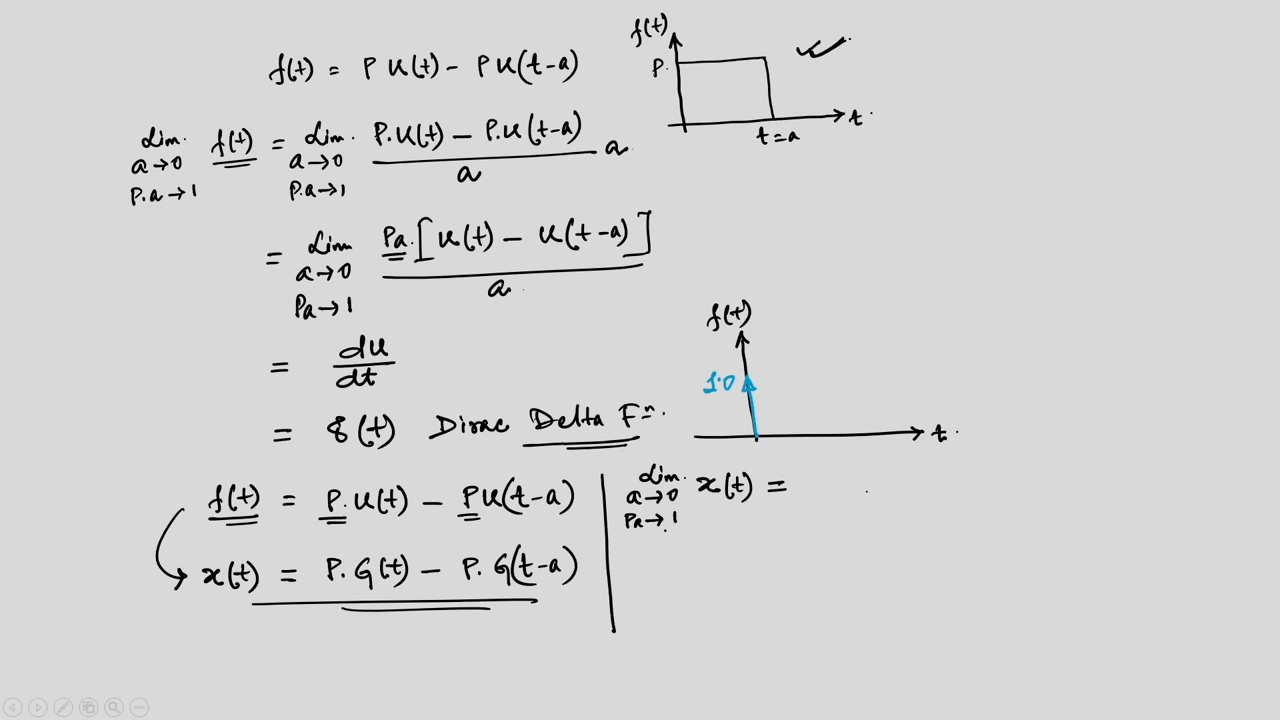 f(t) = P u(t) - P u(t-a)
f(t)
P.
t = a
t.
Lim a→0 P.a→1 f(t) = Lim. a→0 P.a→1 P.u(t) - P.u(t-a) / a a
= Lim a→0 Pa→1 Pa.[u(t) - u(t-a)] / a
= du/dt
= δ(t) Dirac Delta Fn.
f(t)
1.0
t.
f(t) = P.u(t) - P u(t-a)
x(t) = P.G(t) - P.G(t-a)
Lim. a→0 Pa→1 x(t) =